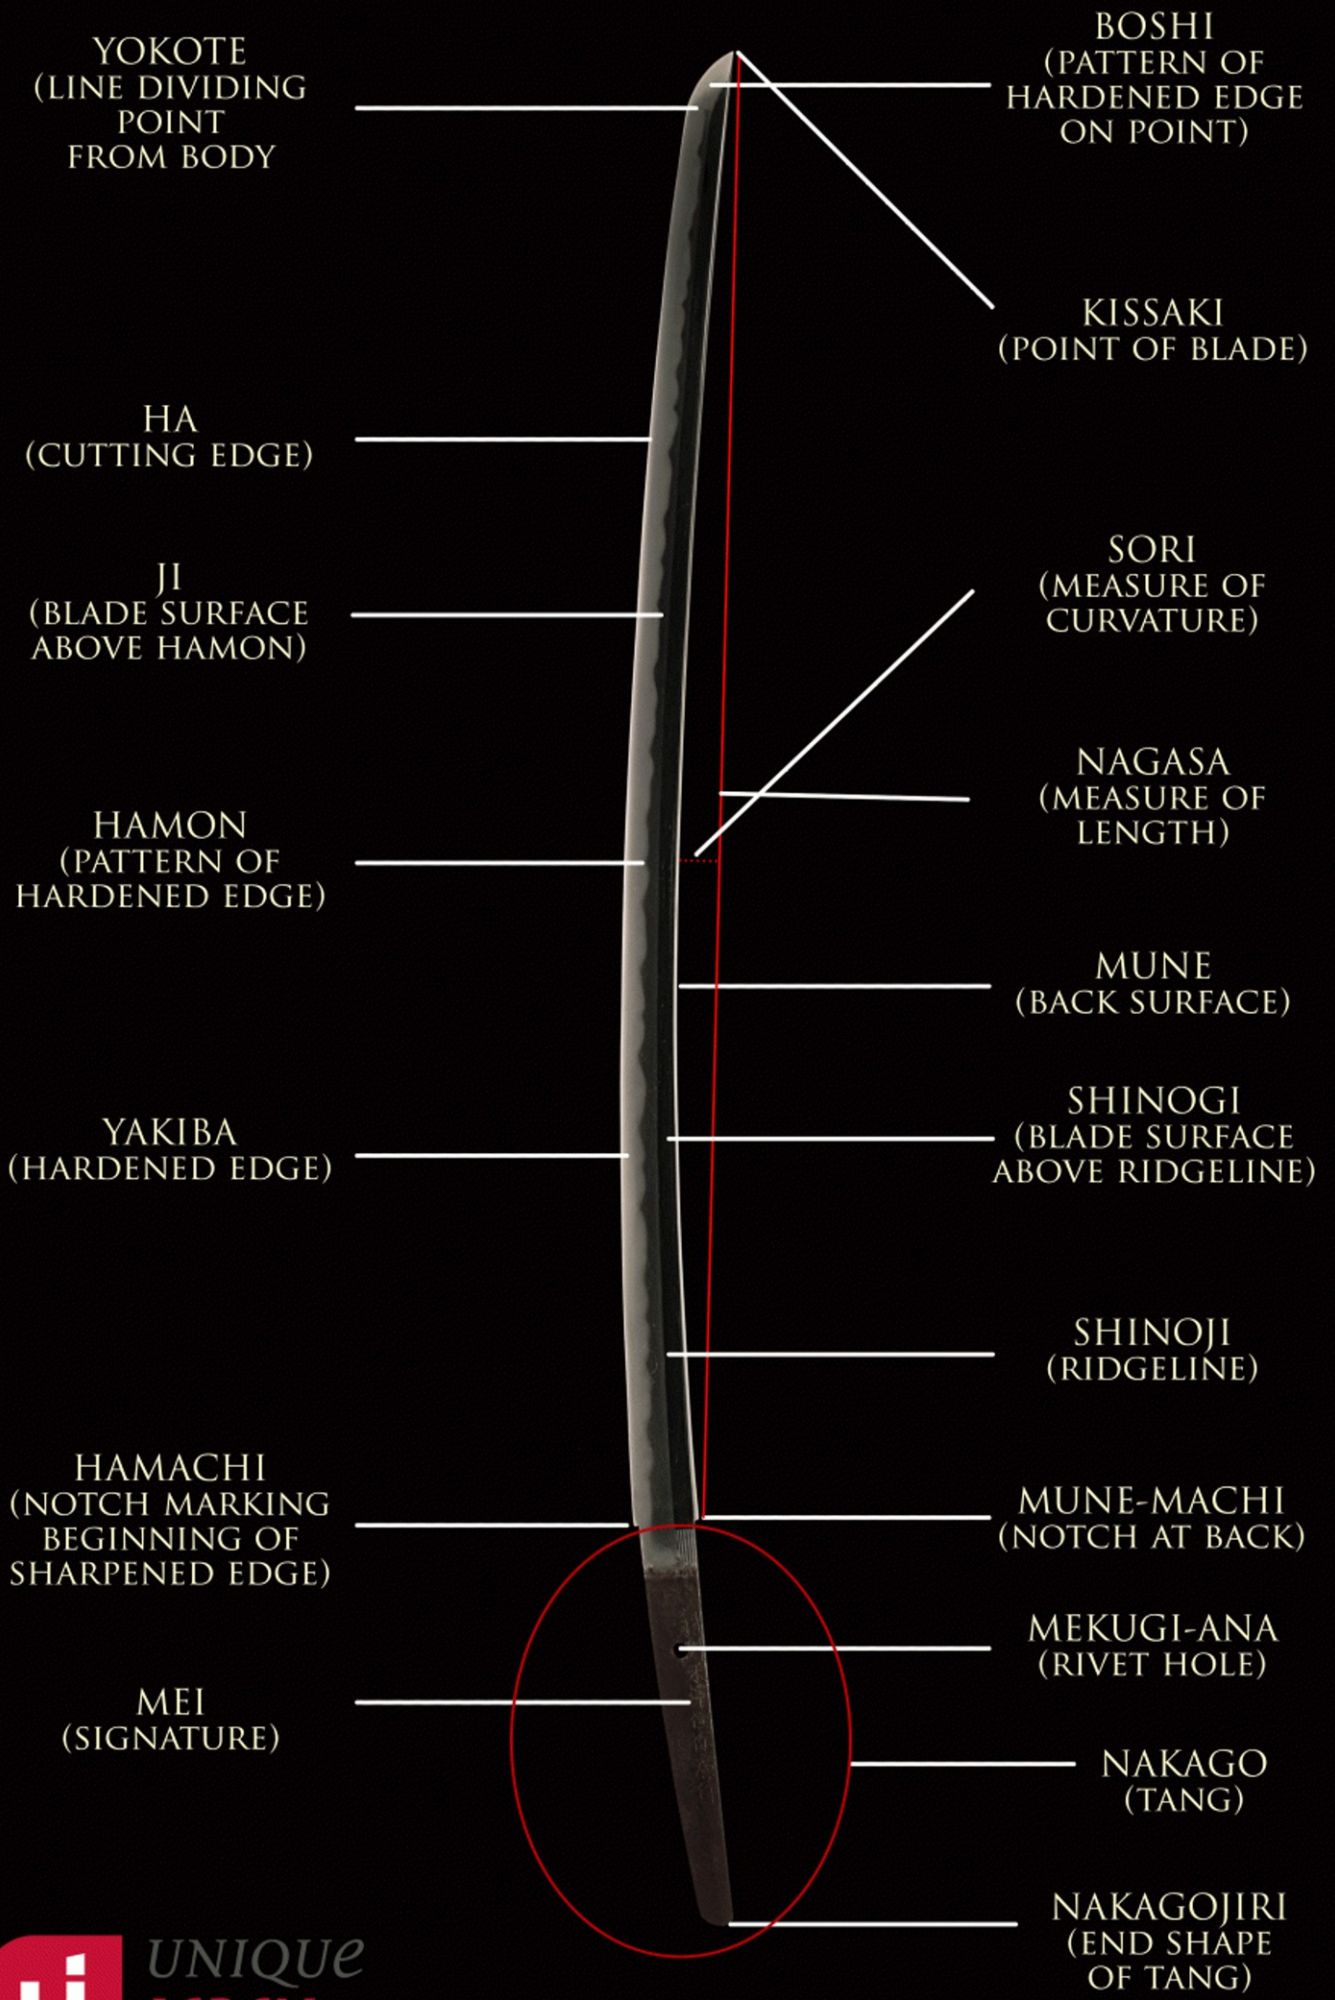 YOKOTE
(LINE DIVIDING
POINT
FROM BODY
HA
(CUTTING EDGE)
JI
(BLADE SURFACE
ABOVE HAMON)
HAMON
(PATTERN OF
HARDENED EDGE)
YAKIBA
(HARDENED EDGE)
HAMACHI
(NOTCH MARKING
BEGINNING OF
SHARPENED EDGE)
MEI
(SIGNATURE)
BOSHI
(PATTERN OF
HARDENED EDGE
ON POINT)
KISSAKI
(POINT OF BLADE)
SORI
(MEASURE OF
CURVATURE)
NAGASA
(MEASURE OF
LENGTH)
MUNE
(BACK SURFACE)
SHINOGI
(BLADE SURFACE
ABOVE RIDGELINE)
SHINOJI
(RIDGELINE)
MUNE-MACHI
(NOTCH AT BACK)
MEKUGI-ANA
(RIVET HOLE)
NAKAGO
(TANG)
NAKAGOJIRI
(END SHAPE
OF TANG)
UNIQUE